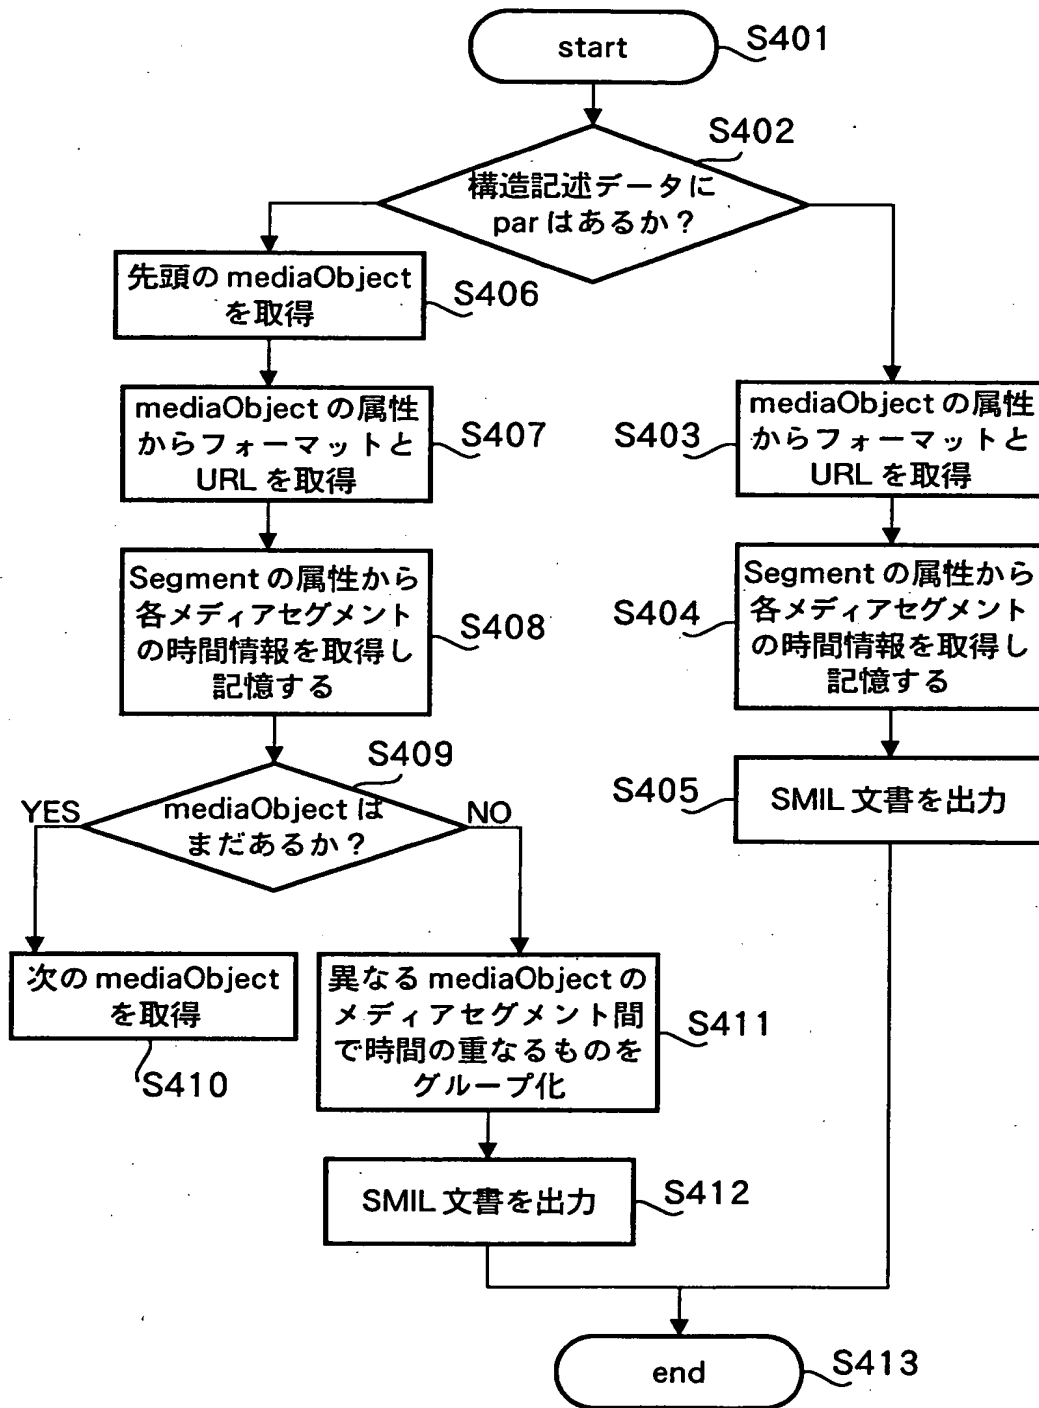 start
S401
S402
構造記述データに
par はあるか？
先頭の mediaObject
を取得
S406
mediaObject の属性
からフォーマットと
URL を取得
S407
S403
mediaObject の属性
からフォーマットと
URL を取得
Segment の属性から
各メディアセグメント
の時間情報を取得し
記憶する
S408
S404
Segment の属性から
各メディアセグメント
の時間情報を取得し
記憶する
S409
YES
mediaObject は
まだあるか？
NO
S405
SMIL 文書を出力
次の mediaObject
を取得
S410
異なる mediaObject の
メディアセグメント間
で時間の重なるものを
グループ化
S411
SMIL 文書を出力
S412
end
S413